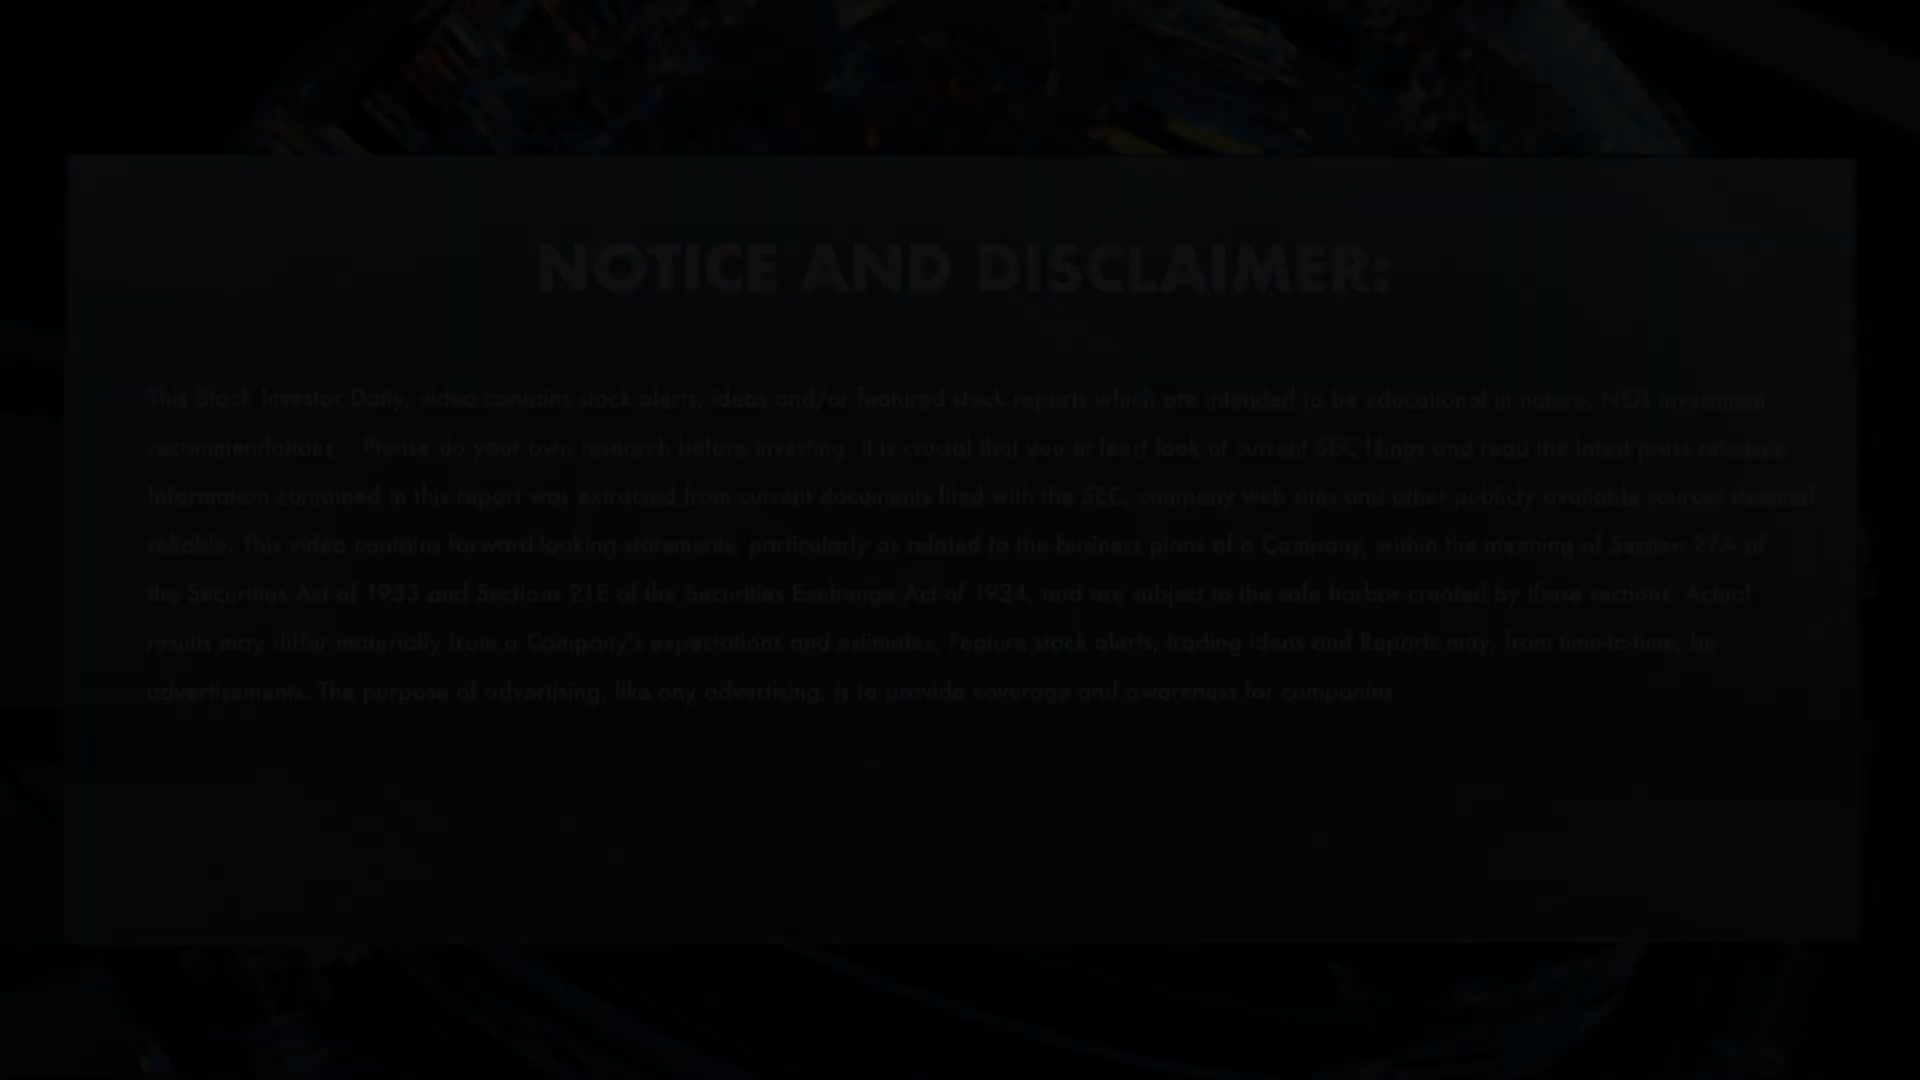 NOTICE AND DISCLAIMER:
This Stock Investor Daily, video contains stock alerts, ideas and/or featured stock reports which are intended to be educational in nature, NOT investment
recommendations. Please do your own research before investing. It is crucial that you at least look at current SEC filings and read the latest press releases.
Information contained in this report was extracted from current documents filed with the SEC, company web sites and other publicly available sources deemed
reliable. This video contains forward-looking statements, particularly as related to the business plans of a Company, within the meaning of Section 27A of
the Securities Act of 1933 and Sections 21E of the Securities Exchange Act of 1934, and are subject to the safe harbor created by these sections. Actual
results may differ materially from a Company's expectations and estimates. Feature stock alerts, trading ideas and Reports may, from time-to-time, be
advertisements. The purpose of advertising, like any advertising, is to provide coverage and awareness for companies